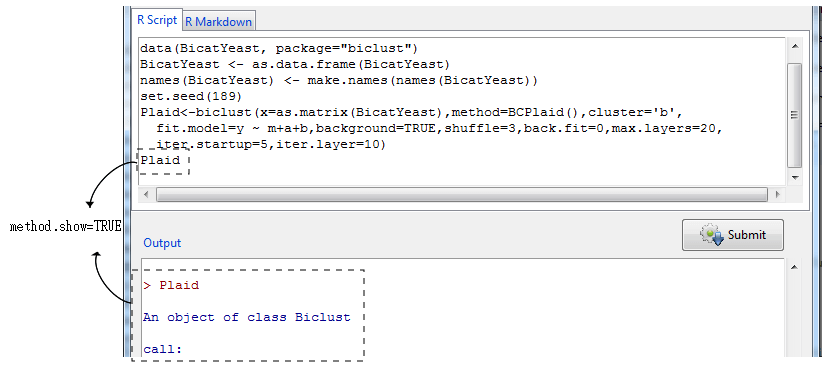 R Script
R Markdown
data(BicatYeast, package="biclust")
BicatYeast <- as.data.frame(BicatYeast)
names(BicatYeast) <- make.names(names(BicatYeast))
set.seed(189)
Plaid<-biclust(x=as.matrix(BicatYeast),method=BCPlaid(),cluster='b',
fit.model=y ~ m+a+b,background=TRUE,shuffle=3,back.fit=0,max.layers=20,
iter.startup=5,iter.layer=10)
Plaid
method.show=TRUE
Submit
Output
> Plaid
An object of class Biclust
call: